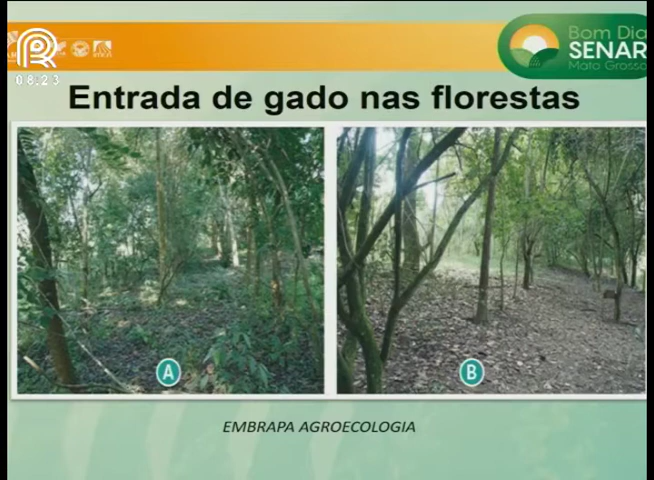 Bom Dia
SENAR
Mato Grosso
08:23
Entrada de gado nas florestas
A
B
EMBRAPA AGROECOLOGIA